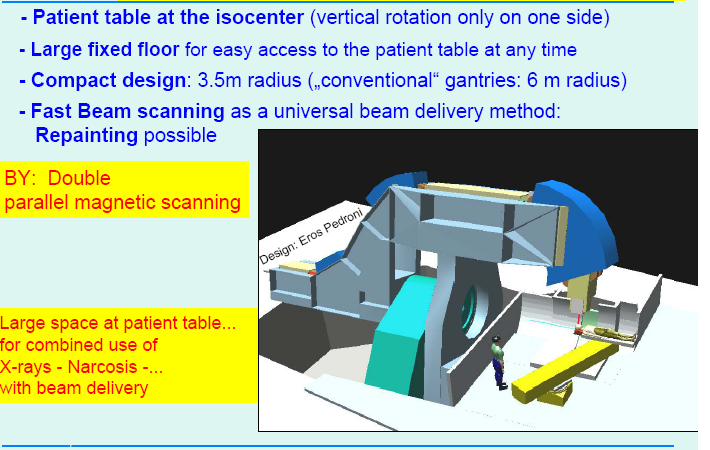 - Patient table at the isocenter (vertical rotation only on one side)
- Large fixed floor for easy access to the patient table at any time
- Compact design: 3.5m radius („conventional“ gantries: 6 m radius)
- Fast Beam scanning as a universal beam delivery method:
Repainting possible
BY: Double
parallel magnetic scanning
Design: Eros Pedroni
Large space at patient table...
for combined use of
X-rays - Narcosis -...
with beam delivery